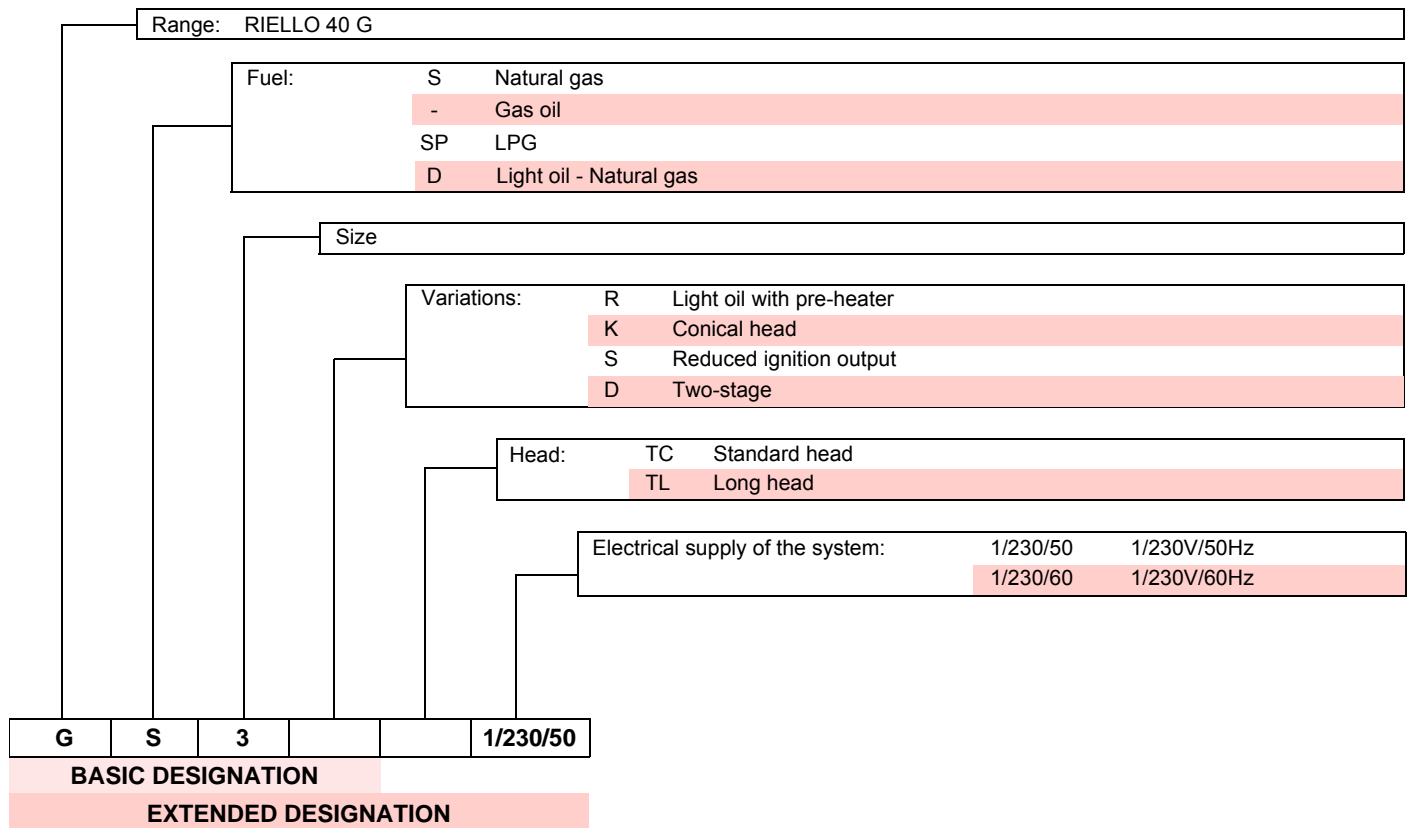 Range: RIELLO 40 G
Fuel: S Natural gas
- Gas oil
SP LPG
D Light oil - Natural gas
Size
Variations: R Light oil with pre-heater
K Conical head
S Reduced ignition output
D Two-stage
Head: TC Standard head
TL Long head
Electrical supply of the system: 1/230/50 1/230V/50Hz
1/230/60 1/230V/60Hz
G S 3 1/230/50
BASIC DESIGNATION
EXTENDED DESIGNATION